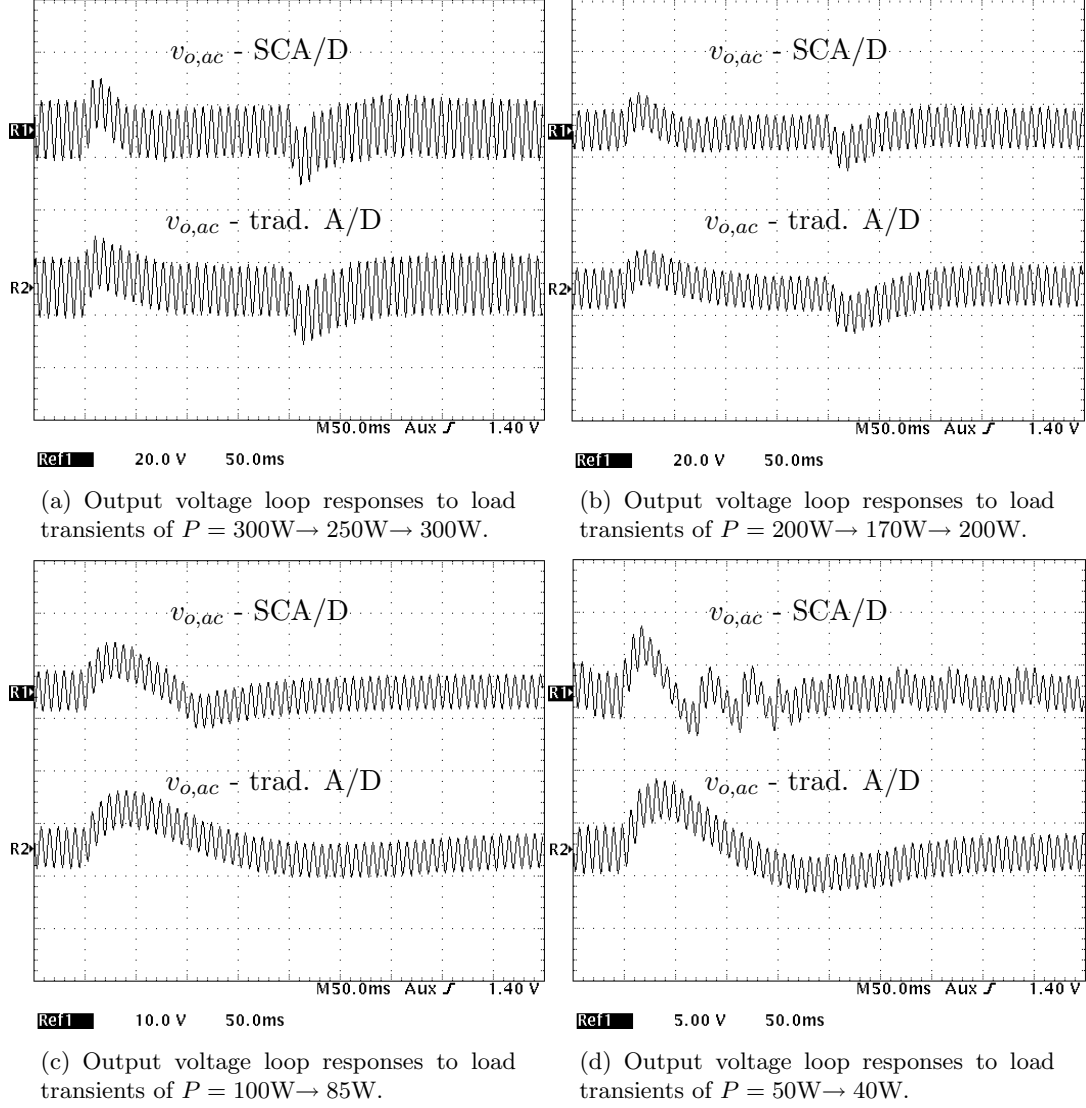 v_{o,ac} - SCA/D
R1
v_{o,ac} - trad. A/D
R2
M50.0ms Aux ƒ 1.40 V
Ref1 20.0 V 50.0ms
(a) Output voltage loop responses to load
transients of P = 300W→ 250W→ 300W.
v_{o,ac} - SCA/D
R1
v_{o,ac} - trad. A/D
R2
M50.0ms Aux ƒ 1.40 V
Ref1 20.0 V 50.0ms
(b) Output voltage loop responses to load
transients of P = 200W→ 170W→ 200W.
v_{o,ac} - SCA/D
R1
v_{o,ac} - trad. A/D
R2
M50.0ms Aux ƒ 1.40 V
Ref1 10.0 V 50.0ms
(c) Output voltage loop responses to load
transients of P = 100W→ 85W.
v_{o,ac} - SCA/D
R1
v_{o,ac} - trad. A/D
R2
M50.0ms Aux ƒ 1.40 V
Ref1 5.00 V 50.0ms
(d) Output voltage loop responses to load
transients of P = 50W→ 40W.